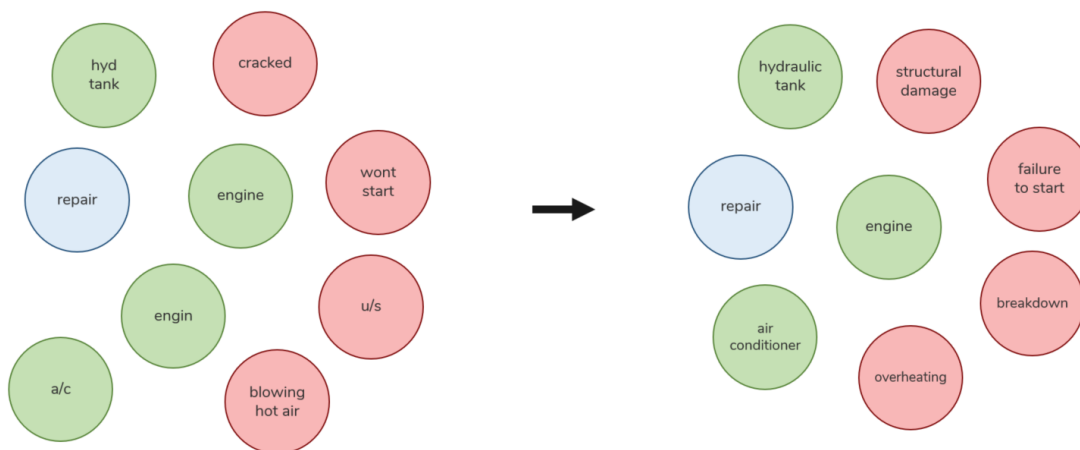 hyd
tank
cracked
repair
engine
wont
start
engin
u/s
a/c
blowing
hot air
hydraulic
tank
structural
damage
failure
to start
repair
engine
breakdown
air
conditioner
overheating